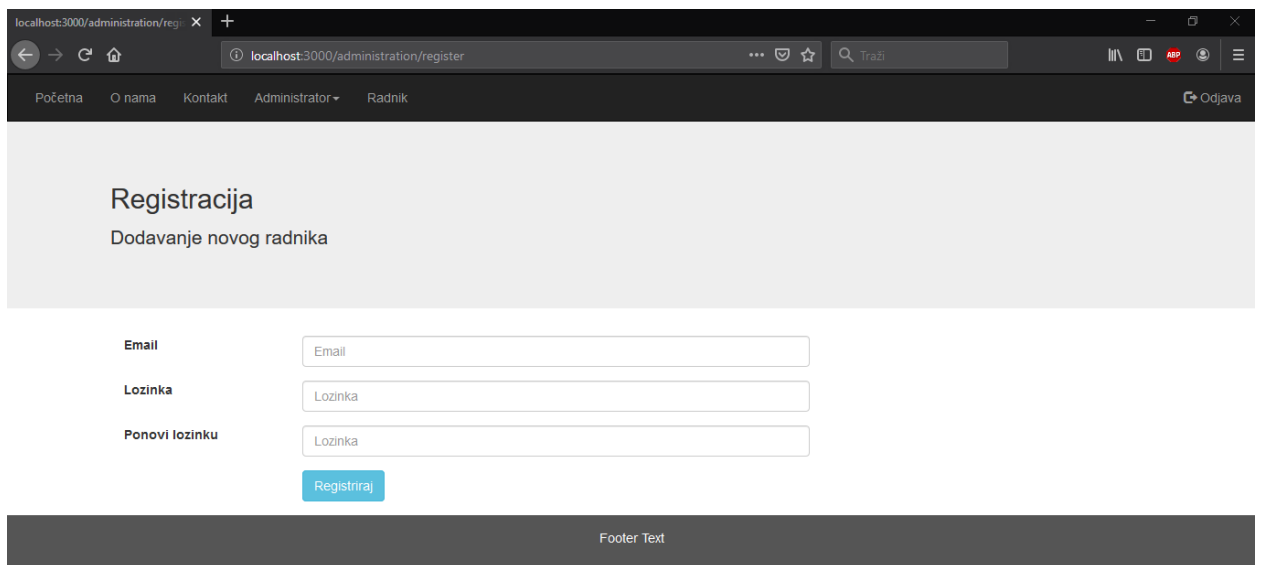 localhost:3000/administration/regi
localhost:3000/administration/register
Traži
ABP
Početna O nama Kontakt Administrator Radnik Odjava
Registracija
Dodavanje novog radnika
Email Email
Lozinka Lozinka
Ponovi lozinku Lozinka
Registriraj
Footer Text